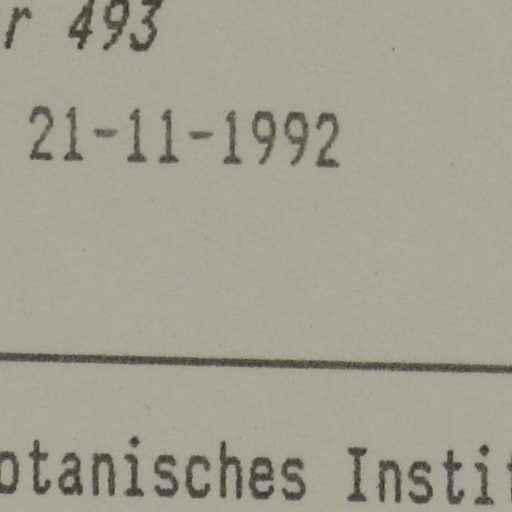 r 493
21-11-1992
otanisches Insti